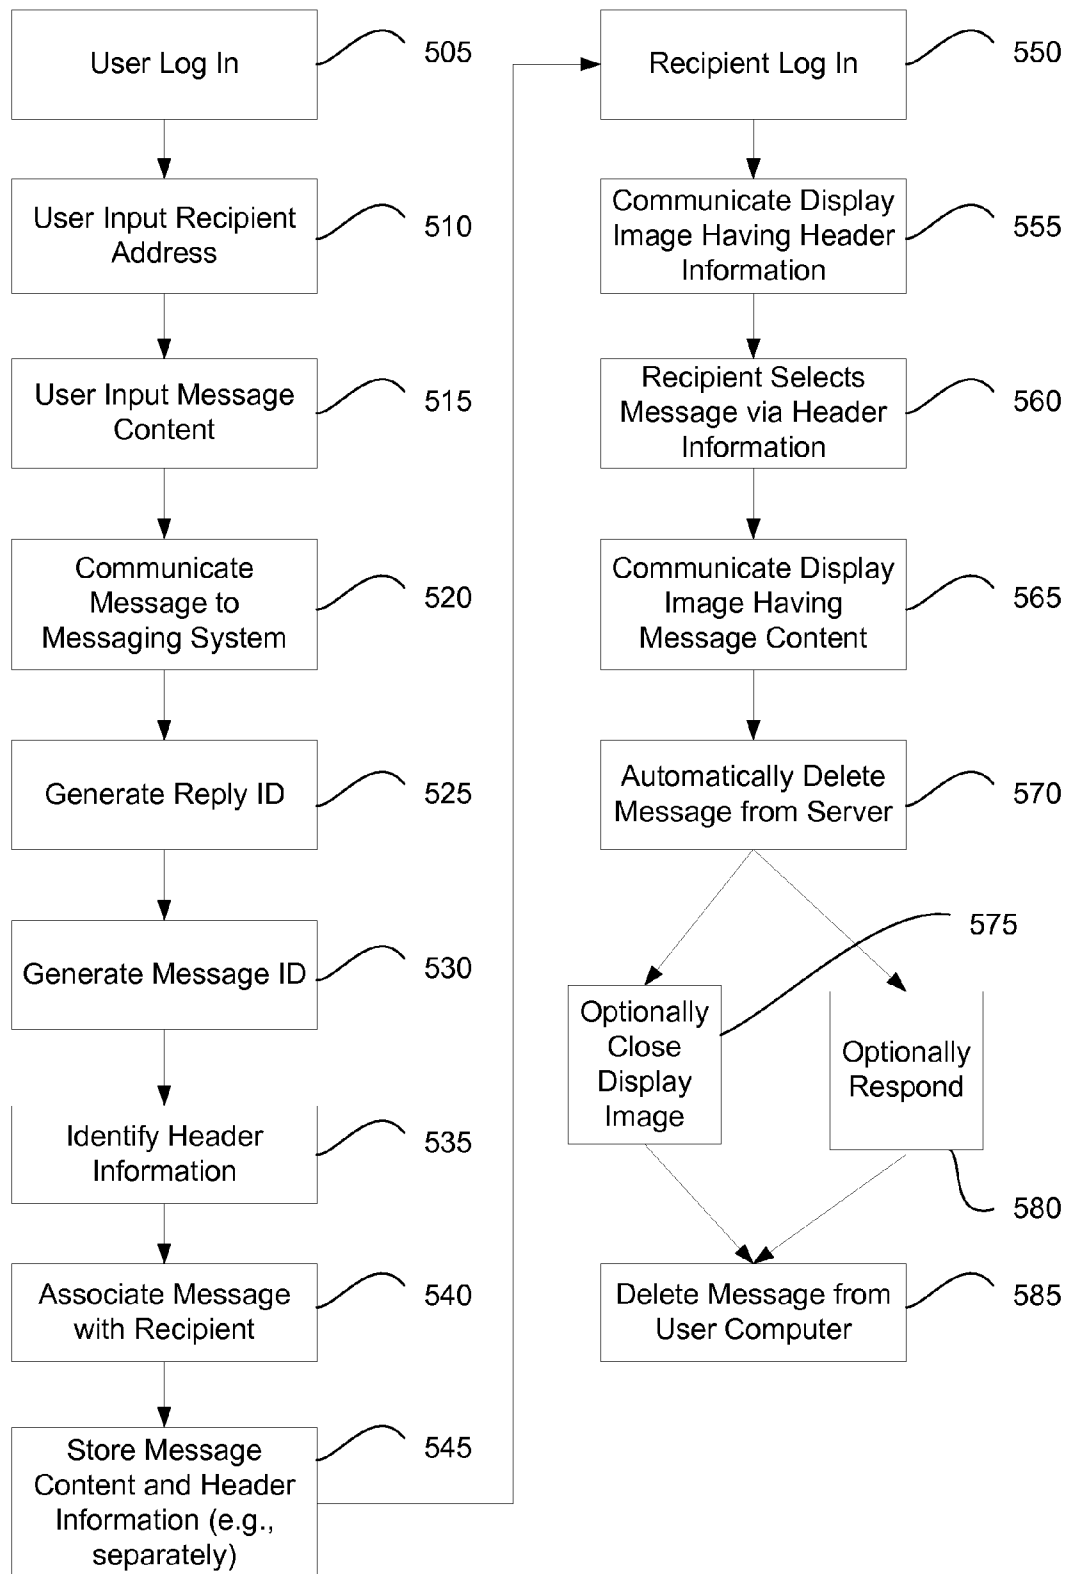 User Log In
505
User Input Recipient
Address
510
User Input Message
Content
515
Communicate
Message to
Messaging System
520
Generate Reply ID
525
Generate Message ID
530
Identify Header
Information
535
Associate Message
with Recipient
540
Store Message
Content and Header
Information (e.g.,
separately)
545
Recipient Log In
550
Communicate Display
Image Having Header
Information
555
Recipient Selects
Message via Header
Information
560
Communicate Display
Image Having
Message Content
565
Automatically Delete
Message from Server
570
Optionally
Close
Display
Image
575
Optionally
Respond
580
Delete Message from
User Computer
585